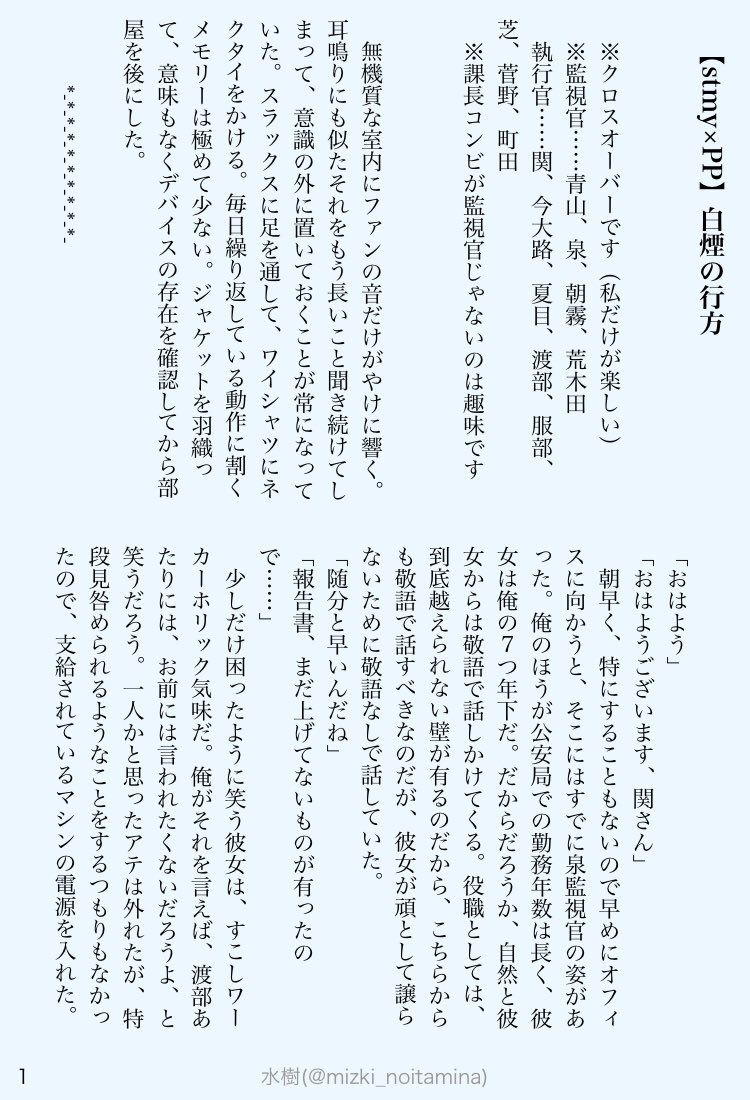 【stmy×PP】白煙の行方
※クロスオーバーです（私だけが楽しい）
※監視官……青山、泉、朝霧、荒木田
執行官……関、今大路、夏目、渡部、服部、
芝、菅野、町田
※課長コンビが監視官じゃないのは趣味です
無機質な室内にファンの音だけがやけに響く。
耳鳴りにも似たそれをもう長いこと聞き続けてし
まって、意識の外に置いておくことが常になって
いた。スラックスに足を通して、ワイシャツにネ
クタイをかける。毎日繰り返している動作に割く
メモリーは極めて少ない。ジャケットを羽織っ
て、意味もなくデバイスの存在を確認してから部
屋を後にした。
*-*-*-*-*-*-*-*-*-
「おはよう」
「おはようございます、関さん」
朝早く、特にすることもないので早めにオフィ
スに向かうと、そこにはすでに泉監視官の姿があ
った。俺のほうが公安局での勤務年数は長く、彼
女は俺の７つ年下だ。だからだろうか、自然と彼
女からは敬語で話しかけてくる。役職としては、
到底越えられない壁が有るのだから、こちらから
も敬語で話すべきなのだが、彼女が頑として譲ら
ないために敬語なしで話していた。
「随分と早いんだね」
「報告書、まだ上げてないものが有ったの
で……」
少しだけ困ったように笑う彼女は、すこしワー
カーホリック気味だ。俺がそれを言えば、渡部あ
たりには、お前には言われたくないだろうよ、と
笑うだろう。一人かと思ったアテは外れたが、特
段見咎められるようなことをするつもりもなかっ
たので、支給されているマシンの電源を入れた。
1
水樹(@mizki_noitamina)